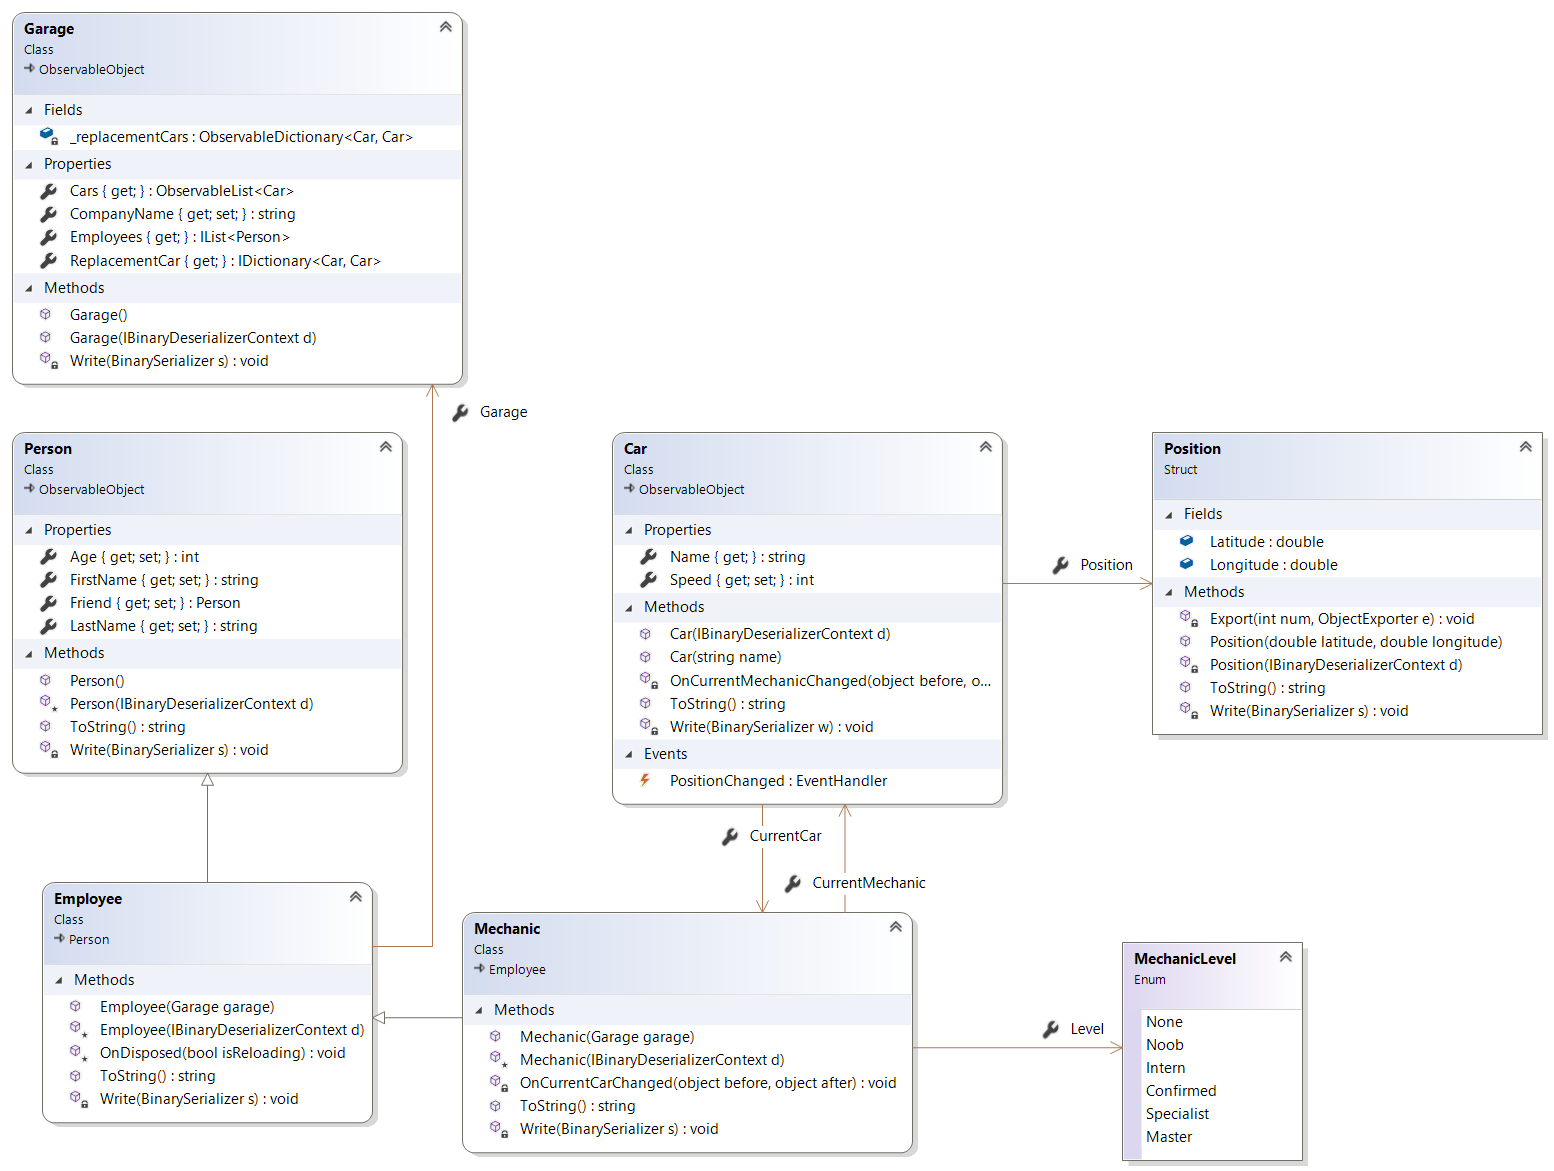 Garage
Class
ObservableObject
Fields
_replacementCars : ObservableDictionary<Car, Car>
Properties
Cars { get; } : ObservableList<Car>
CompanyName { get; set; } : string
Employees { get; } : IList<Person>
ReplacementCar { get; } : IDictionary<Car, Car>
Methods
Garage()
Garage(IBinaryDeserializerContext d)
Write(BinarySerializer s) : void
Garage
Person
Class
ObservableObject
Properties
Age { get; set; } : int
FirstName { get; set; } : string
Friend { get; set; } : Person
LastName { get; set; } : string
Methods
Person()
Person(IBinaryDeserializerContext d)
ToString() : string
Write(BinarySerializer s) : void
Car
Class
ObservableObject
Properties
Name { get; } : string
Speed { get; set; } : int
Methods
Car(IBinaryDeserializerContext d)
Car(string name)
OnCurrentMechanicChanged(object before, o...
ToString() : string
Write(BinarySerializer w) : void
Events
PositionChanged : EventHandler
Position
Position
Struct
Fields
Latitude : double
Longitude : double
Methods
Export(int num, ObjectExporter e) : void
Position(double latitude, double longitude)
Position(IBinaryDeserializerContext d)
ToString() : string
Write(BinarySerializer s) : void
CurrentCar
CurrentMechanic
Employee
Class
Person
Methods
Employee(Garage garage)
Employee(IBinaryDeserializerContext d)
OnDisposed(bool isReloading) : void
ToString() : string
Write(BinarySerializer s) : void
Mechanic
Class
Employee
Methods
Mechanic(Garage garage)
Mechanic(IBinaryDeserializerContext d)
OnCurrentCarChanged(object before, object after) : void
ToString() : string
Write(BinarySerializer s) : void
Level
MechanicLevel
Enum
None
Noob
Intern
Confirmed
Specialist
Master